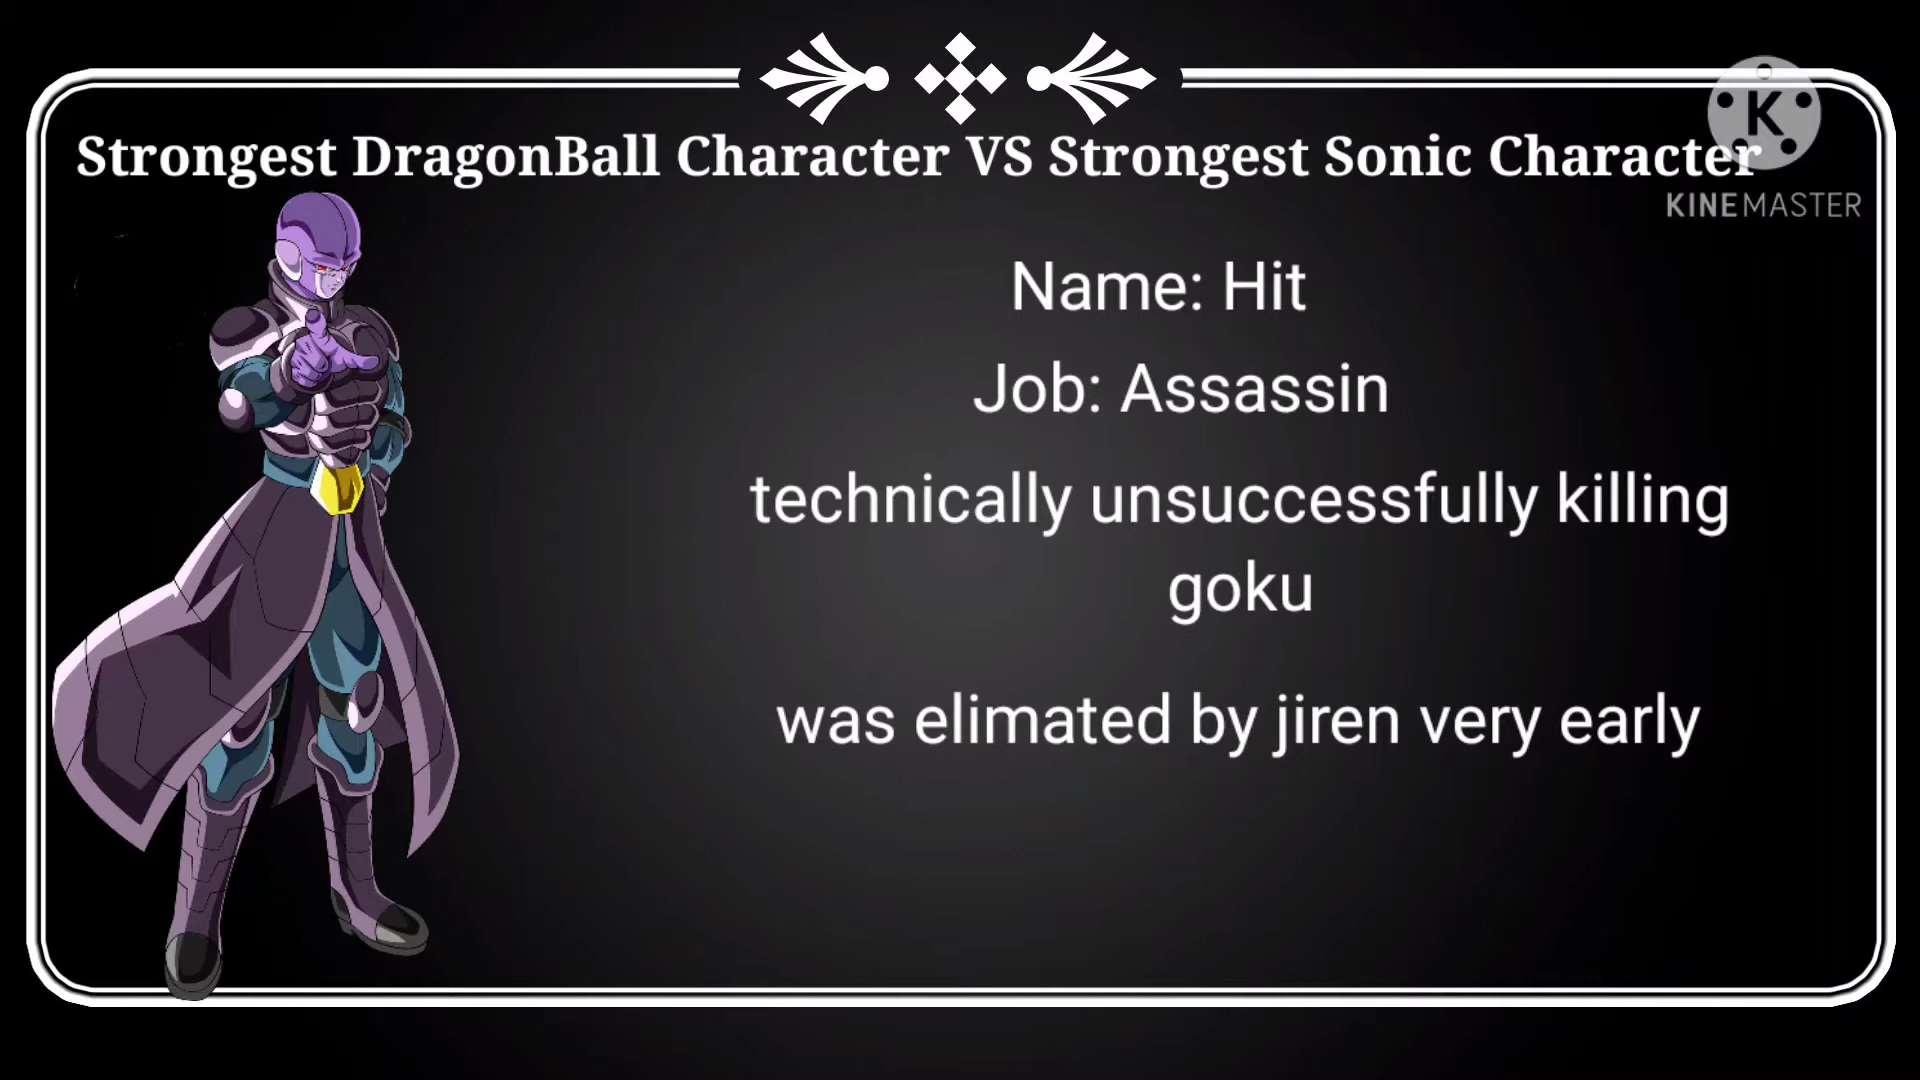 Strongest DragonBall Character VS Strongest Sonic Character
K
KINEMASTER
Name: Hit
Job: Assassin
technically unsuccessfully killing
goku
was elimated by jiren very early